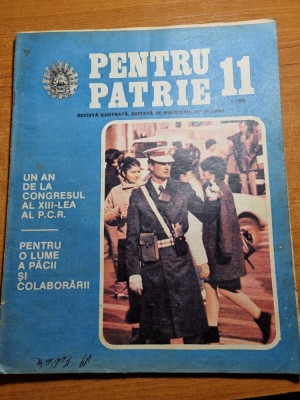 PENTRU
PATRIE 11
REVISTĂ ILUSTRATĂ, EDITATĂ DE MINISTERUL DE INTERNE
UN AN
DE LA
CONGRESUL
AL XIII-LEA
AL P.C.R.
PENTRU
O LUME
A PĂCII
ȘI
COLABORĂRII